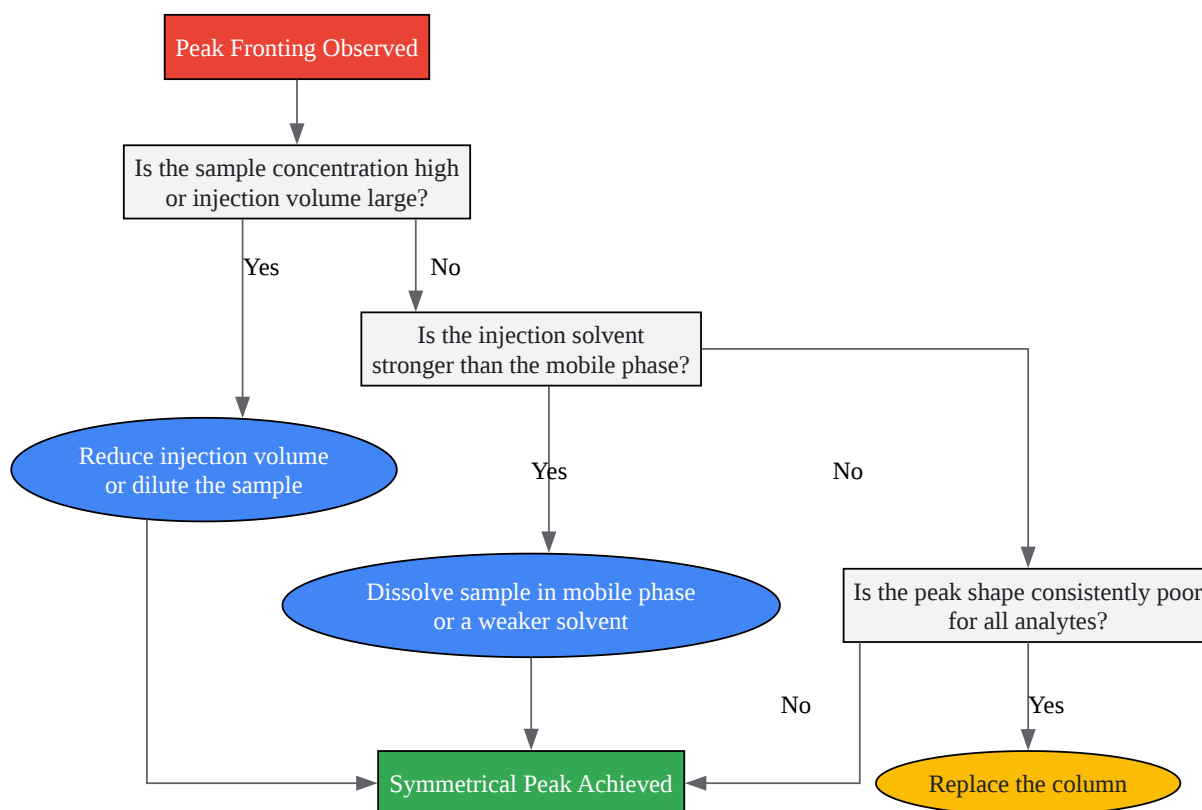 Peak Fronting Observed
Is the sample concentration high
or injection volume large?
Yes
No
Is the injection solvent
stronger than the mobile phase?
Reduce injection volume
or dilute the sample
Yes
No
Dissolve sample in mobile phase
or a weaker solvent
Is the peak shape consistently poor
for all analytes?
No
Yes
Symmetrical Peak Achieved
Replace the column